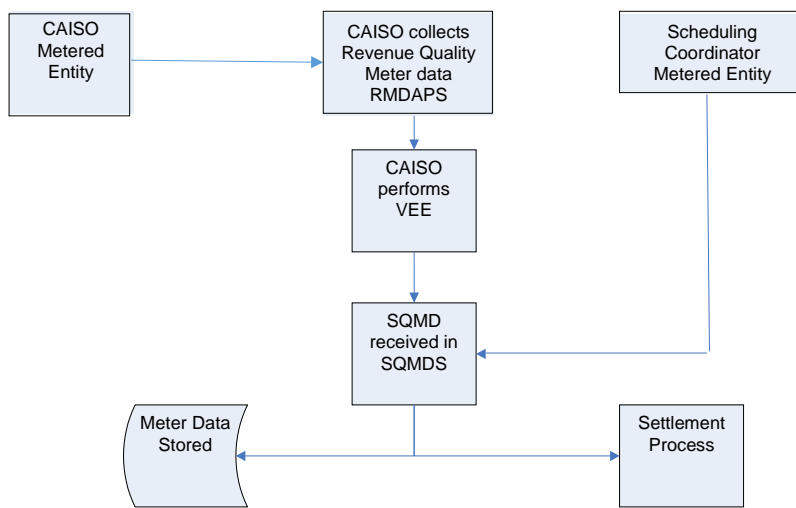 CAISO
Metered
Entity
CAISO collects
Revenue Quality
Meter data
RMDAPS
Scheduling
Coordinator
Metered Entity
CAISO
performs
VEE
SQMD
received in
SQMDS
Meter Data
Stored
Settlement
Process